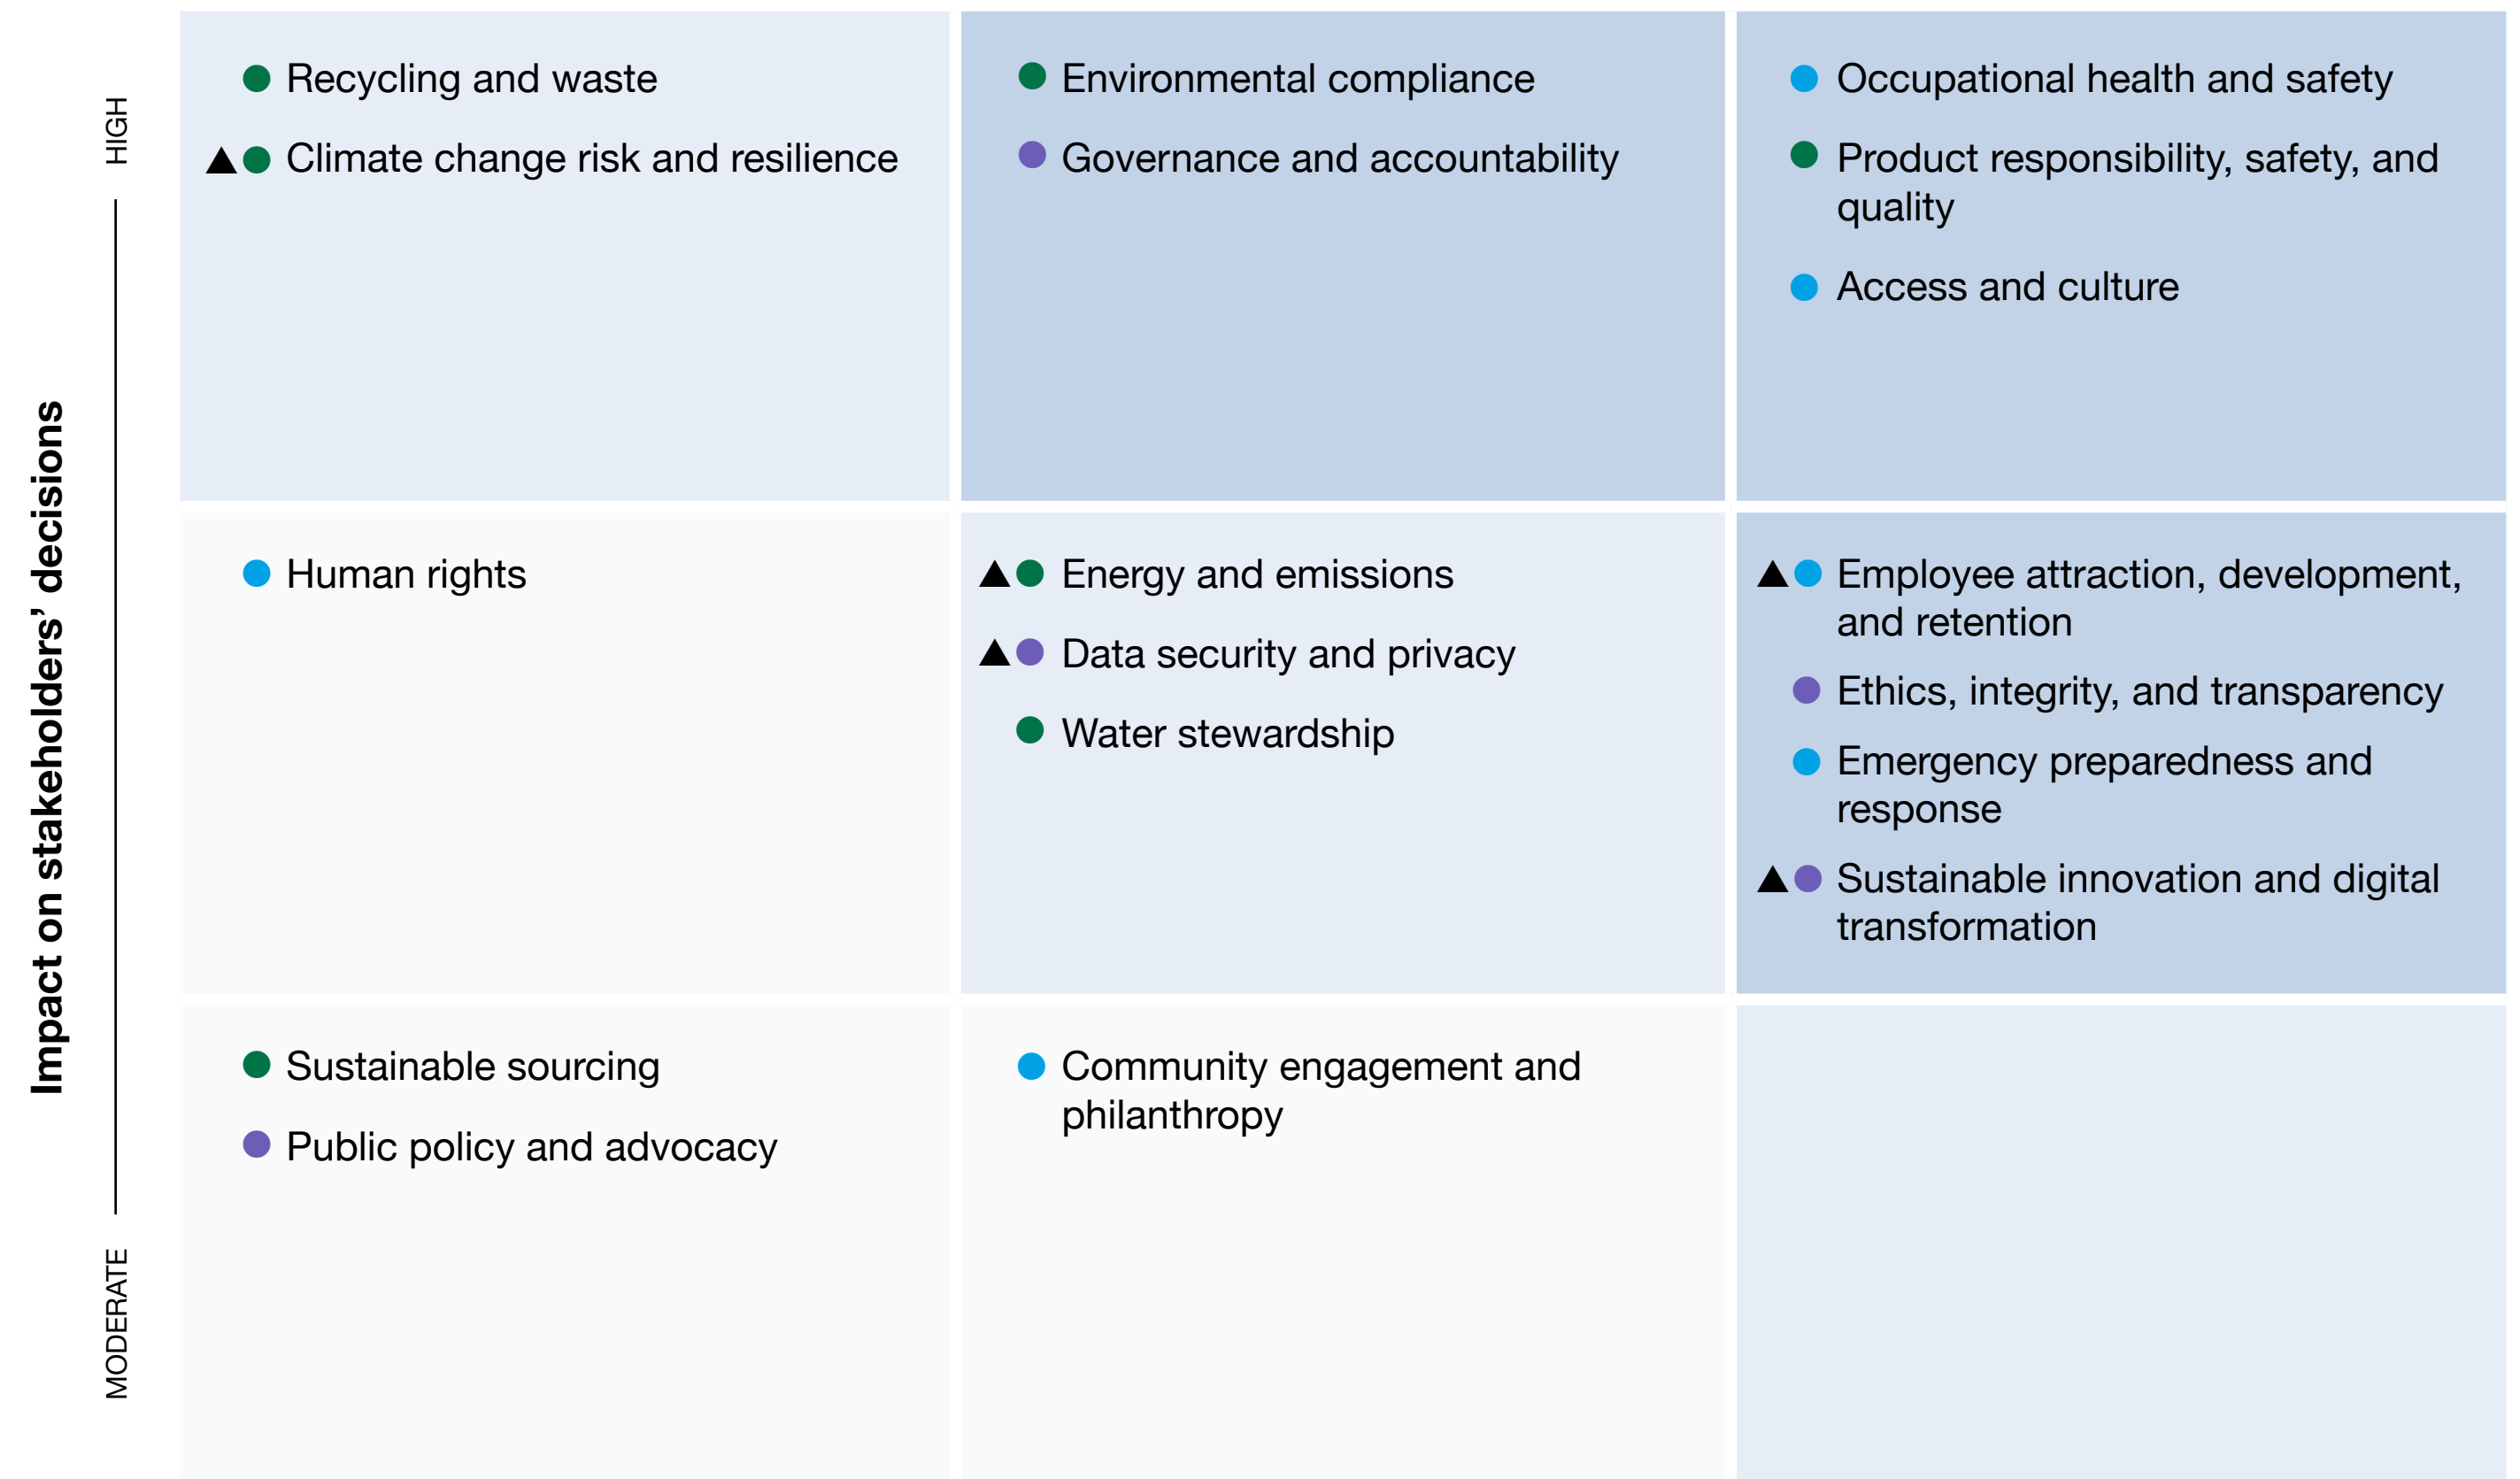 Impact on stakeholders’ decisions
HIGH
MODERATE
Recycling and waste
Climate change risk and resilience
Environmental compliance
Governance and accountability
Occupational health and safety
Product responsibility, safety, and
quality
Access and culture
Human rights
Energy and emissions
Data security and privacy
Water stewardship
Employee attraction, development,
and retention
Ethics, integrity, and transparency
Emergency preparedness and
response
Sustainable innovation and digital
transformation
Sustainable sourcing
Public policy and advocacy
Community engagement and
philanthropy